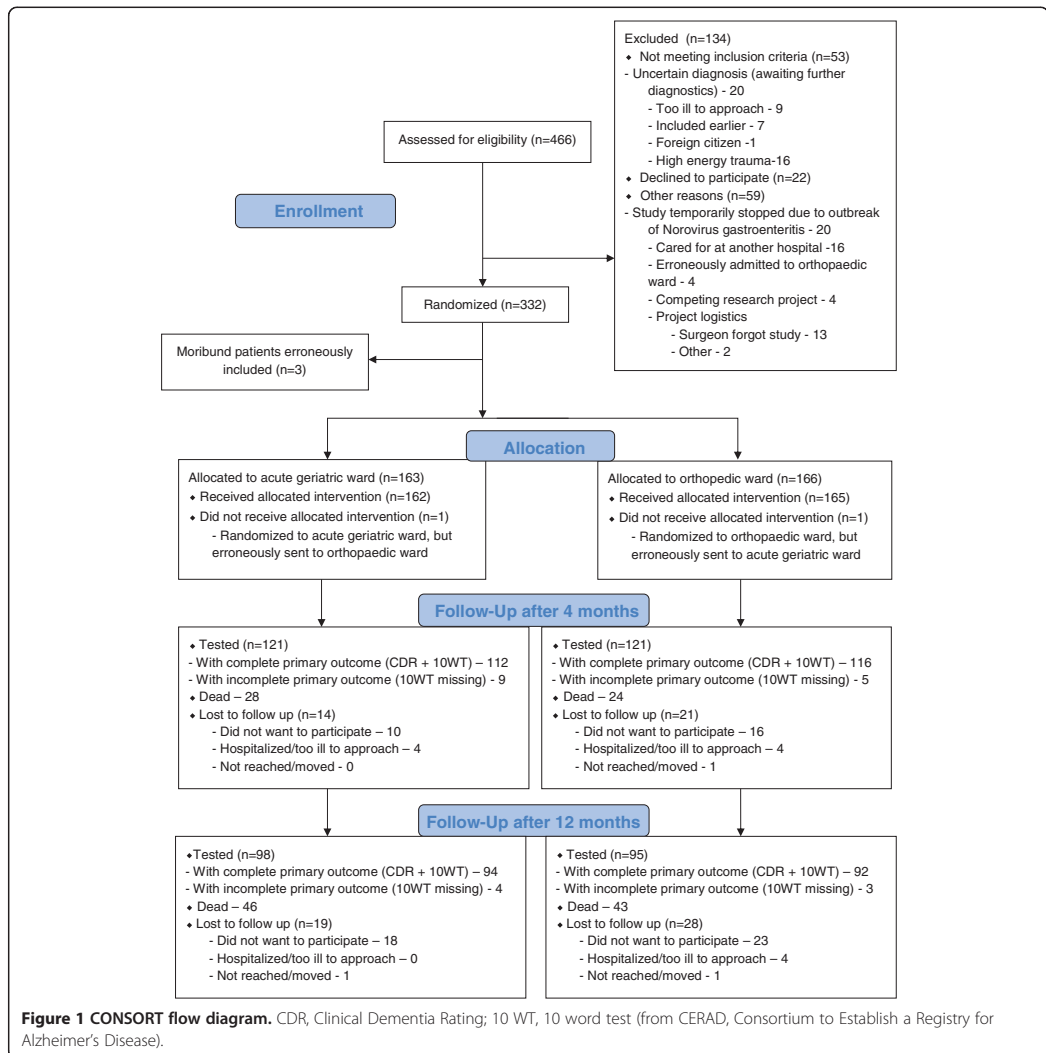 Excluded (n=134)
♦ Not meeting inclusion criteria (n=53)
- Uncertain diagnosis (awaiting further
diagnostics) - 20
- Too ill to approach - 9
- Included earlier - 7
- Foreign citizen -1
- High energy trauma-16
♦ Declined to participate (n=22)
♦ Other reasons (n=59)
- Study temporarily stopped due to outbreak
of Norovirus gastroenteritis - 20
- Cared for at another hospital -16
- Erroneously admitted to orthopaedic
ward - 4
- Competing research project - 4
- Project logistics
- Surgeon forgot study - 13
- Other - 2
Assessed for eligibility (n=466)
Enrollment
Randomized (n=332)
Moribund patients erroneously
included (n=3)
Allocation
Allocated to acute geriatric ward (n=163)
♦ Received allocated intervention (n=162)
♦ Did not receive allocated intervention (n=1)
- Randomized to acute geriatric ward, but
erroneously sent to orthopaedic ward
Allocated to orthopedic ward (n=166)
♦ Received allocated intervention (n=165)
♦ Did not receive allocated intervention (n=1)
- Randomized to orthopaedic ward, but
erroneously sent to acute geriatric ward
Follow-Up after 4 months
♦ Tested (n=121)
- With complete primary outcome (CDR + 10WT) – 112
- With incomplete primary outcome (10WT missing) - 9
♦ Dead – 28
♦ Lost to follow up (n=14)
- Did not want to participate – 10
- Hospitalized/too ill to approach – 4
- Not reached/moved - 0
♦ Tested (n=121)
- With complete primary outcome (CDR + 10WT) – 116
- With incomplete primary outcome (10WT missing) - 5
♦ Dead – 24
♦ Lost to follow up (n=21)
- Did not want to participate – 16
- Hospitalized/too ill to approach – 4
- Not reached/moved - 1
Follow-Up after 12 months
♦Tested (n=98)
- With complete primary outcome (CDR + 10WT) – 94
- With incomplete primary outcome (10WT missing) - 4
♦ Dead – 46
♦ Lost to follow up (n=19)
- Did not want to participate – 18
- Hospitalized/too ill to approach – 0
- Not reached/moved - 1
♦ Tested (n=95)
- With complete primary outcome (CDR + 10WT) – 92
- With incomplete primary outcome (10WT missing) - 3
♦ Dead – 43
♦ Lost to follow up (n=28)
- Did not want to participate – 23
- Hospitalized/too ill to approach – 4
- Not reached/moved - 1
Figure 1 CONSORT flow diagram. CDR, Clinical Dementia Rating; 10 WT, 10 word test (from CERAD, Consortium to Establish a Registry for
Alzheimer's Disease).